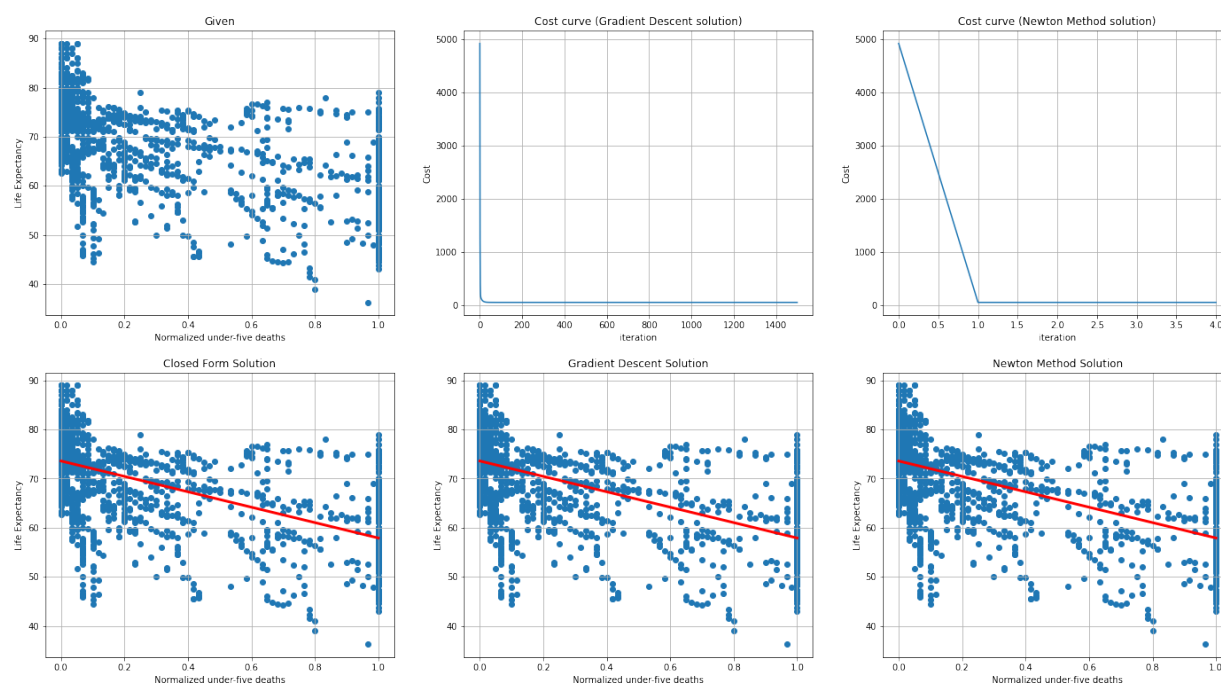 Given
90
80
70
60
50
40
Life Expectancy
0.0 0.2 0.4 0.6 0.8 1.0
Normalized under-five deaths
Cost curve (Gradient Descent solution)
5000
4000
3000
2000
1000
0
Cost
0 200 400 600 800 1000 1200 1400
iteration
Cost curve (Newton Method solution)
5000
4000
3000
2000
1000
0
Cost
0.0 0.5 1.0 1.5 2.0 2.5 3.0 3.5 4.0
iteration
Closed Form Solution
90
80
70
60
50
40
Life Expectancy
0.0 0.2 0.4 0.6 0.8 1.0
Normalized under-five deaths
Gradient Descent Solution
90
80
70
60
50
40
Life Expectancy
0.0 0.2 0.4 0.6 0.8 1.0
Normalized under-five deaths
Newton Method Solution
90
80
70
60
50
40
Life Expectancy
0.0 0.2 0.4 0.6 0.8 1.0
Normalized under-five deaths